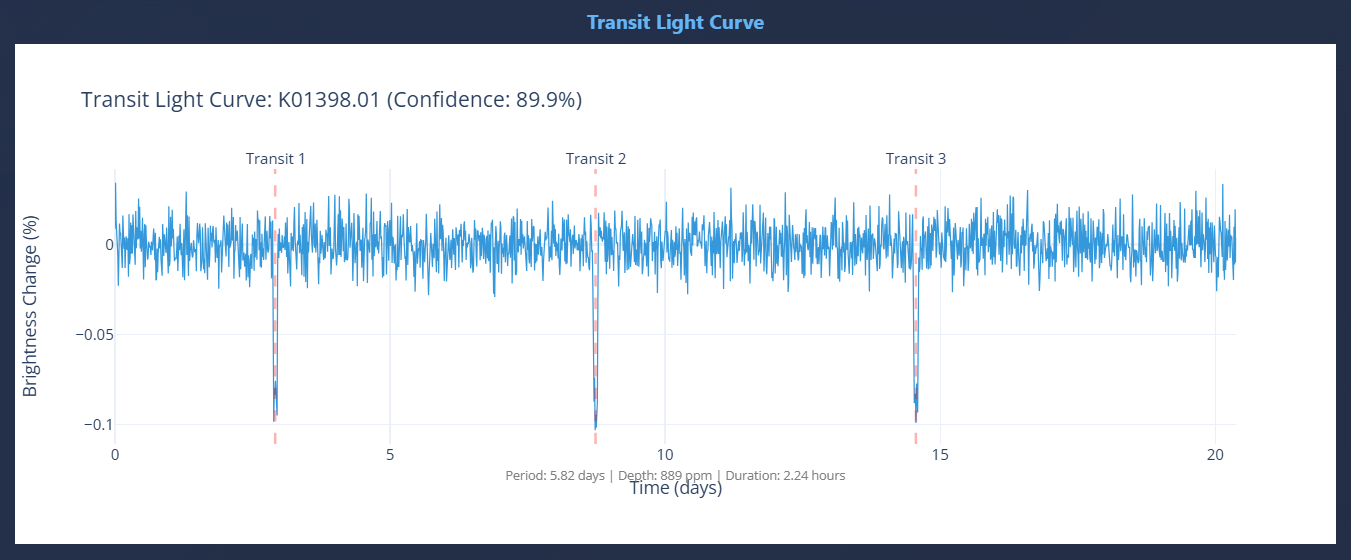 Transit Light Curve
Transit Light Curve: K01398.01 (Confidence: 89.9%)
Transit 1
Transit 2
Transit 3
Brightness Change (%)
0
−0.05
−0.1
0
5
10
15
20
Period: 5.82 days | Depth: 889 ppm | Duration: 2.24 hours
Time (days)